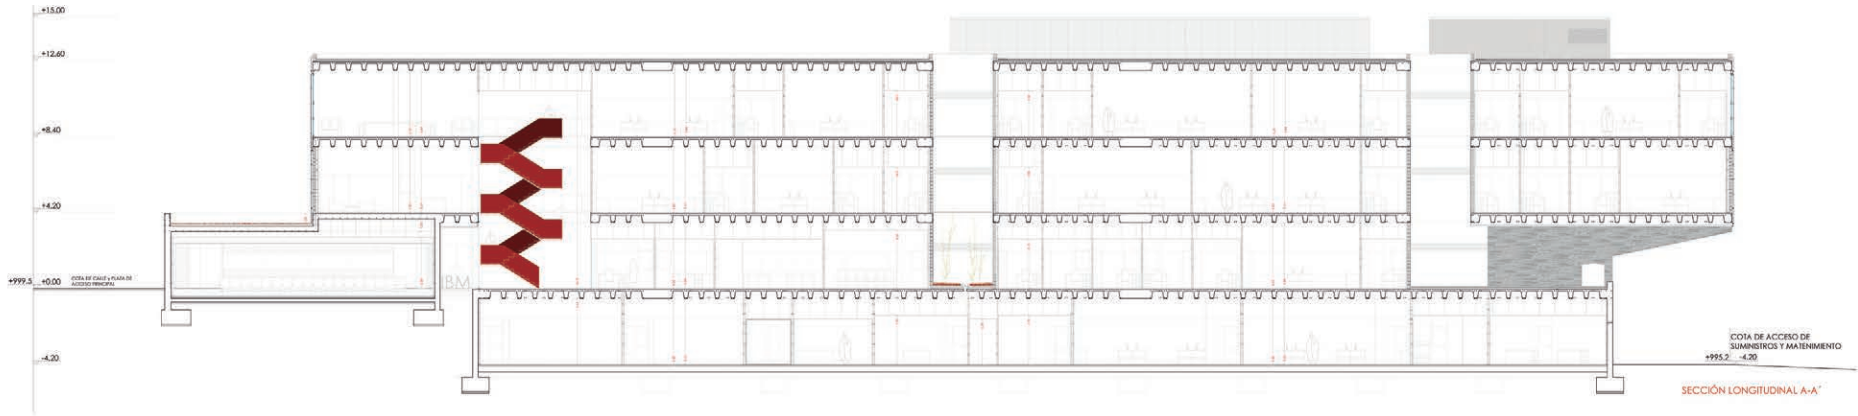 +15.00
+12.60
+8.40
+4.20
+999.5 +0.00
COTA DE CALLE y PLAZA DE
ACCESO PRINCIPAL
IBM
-4.20
COTA DE ACCESO DE
SUMINISTROS Y MATENIMIENTO
+995.2 -4.20
SECCIÓN LONGITUDINAL A-A´